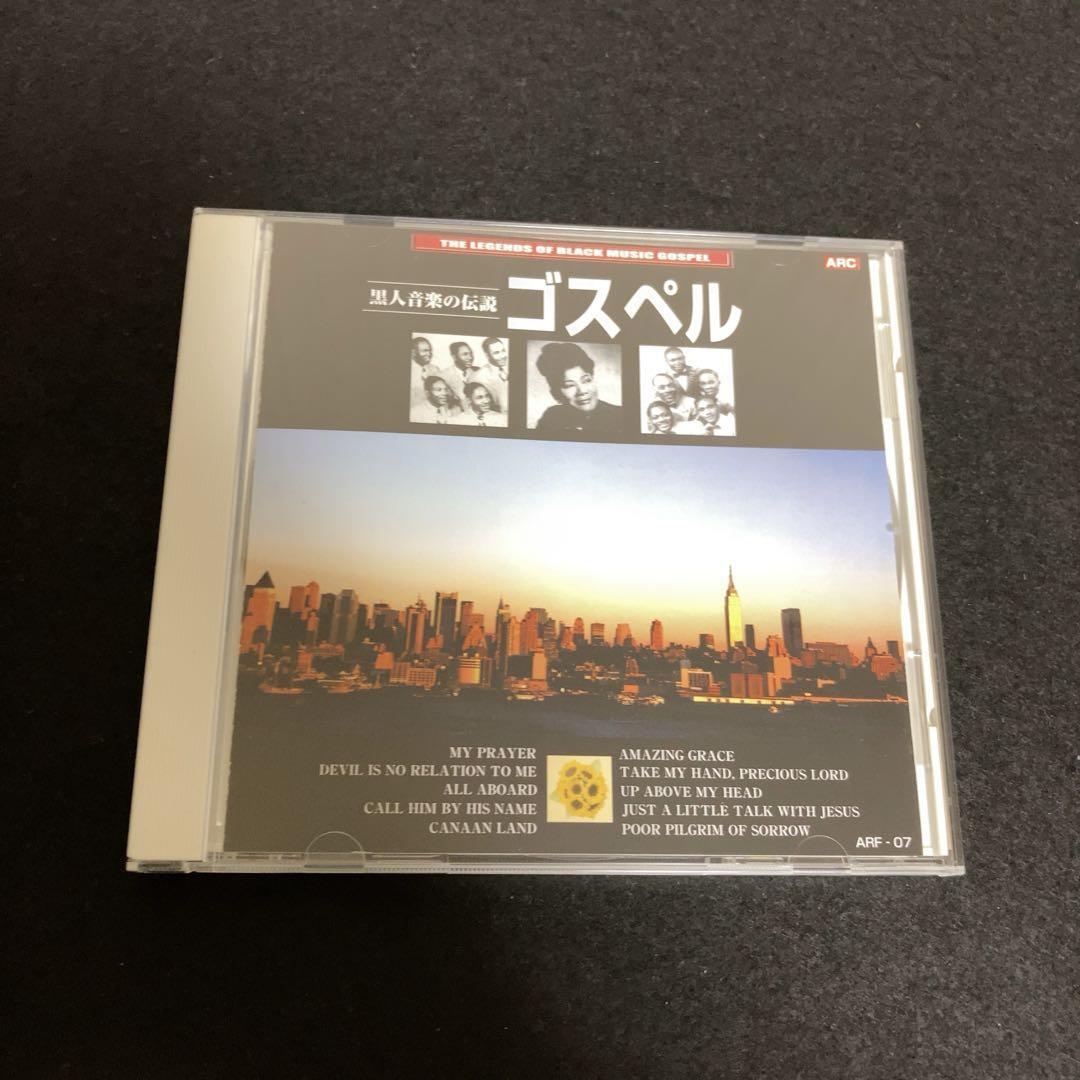 THE LEGENDS OF BLACK MUSIC GOSPEL
ARC
黒人音楽の伝説
ゴスペル
MY PRAYER
DEVIL IS NO RELATION TO ME
ALL ABOARD
CALL HIM BY HIS NAME
CANAAN LAND
AMAZING GRACE
TAKE MY HAND, PRECIOUS LORD
UP ABOVE MY HEAD
JUST A LITTLE TALK WITH JESUS
POOR PILGRIM OF SORROW
ARF - 07